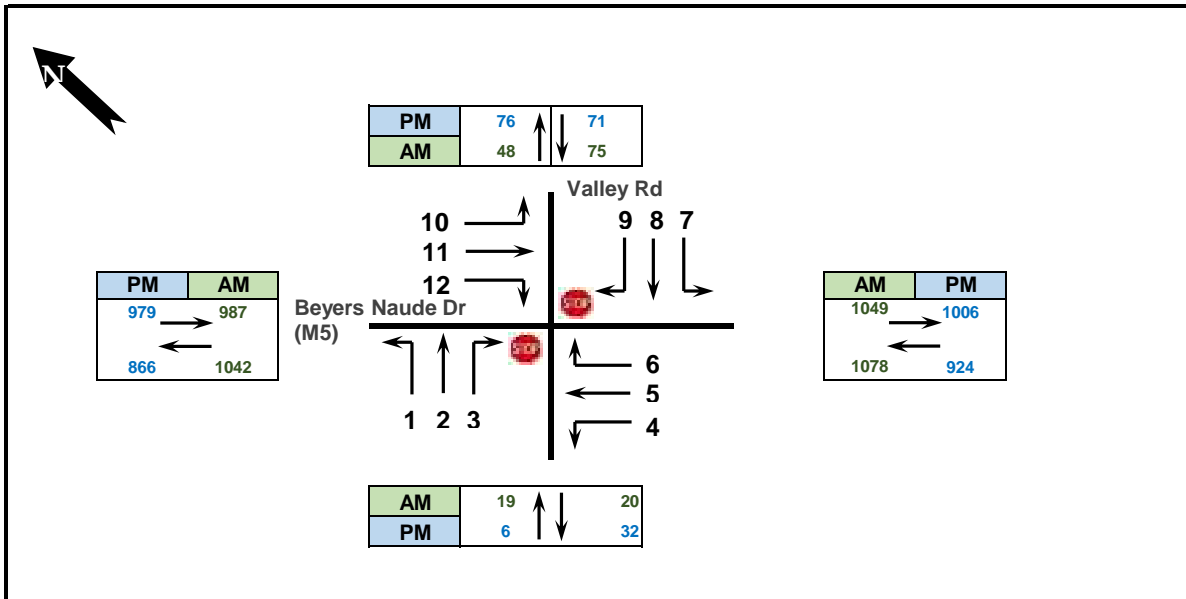 N
PM 76 71
AM 48 75
Valley Rd
10 9 8 7
11
12
PM AM
979 987
866 1042
Beyers Naude Dr
(M5)
STOP
STOP
AM PM
1049 1006
1078 924
6
5
4
1 2 3
AM 19 20
PM 6 32